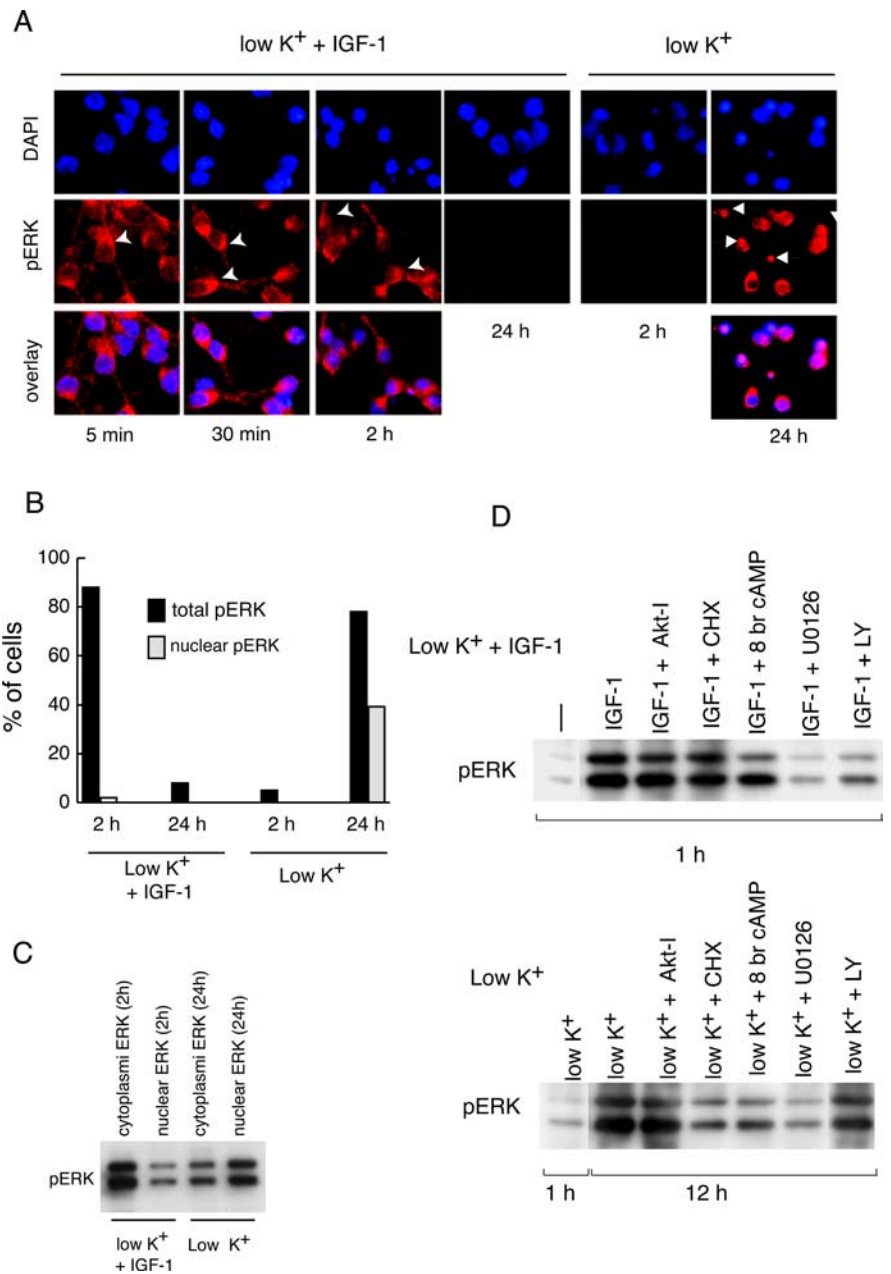 A
low K+ + IGF-1
low K+
DAPI
pERK
overlay
24 h
2 h
5 min
30 min
2 h
24 h
B
100
80
60
40
20
0
% of cells
total pERK
nuclear pERK
2 h
24 h
2 h
24 h
Low K+
+ IGF-1
Low K+
C
cytoplasmi ERK (2h)
nuclear ERK (2h)
cytoplasmi ERK (24h)
nuclear ERK (24h)
pERK
low K+
+ IGF-1
Low K+
D
Low K+ + IGF-1
—
IGF-1
IGF-1 + Akt-I
IGF-1 + CHX
IGF-1 + 8 br cAMP
IGF-1 + U0126
IGF-1 + LY
pERK
1 h
Low K+
low K+
low K+
low K+ + Akt-I
low K+ + CHX
low K+ + 8 br cAMP
low K+ + U0126
low K+ + LY
pERK
1 h
12 h